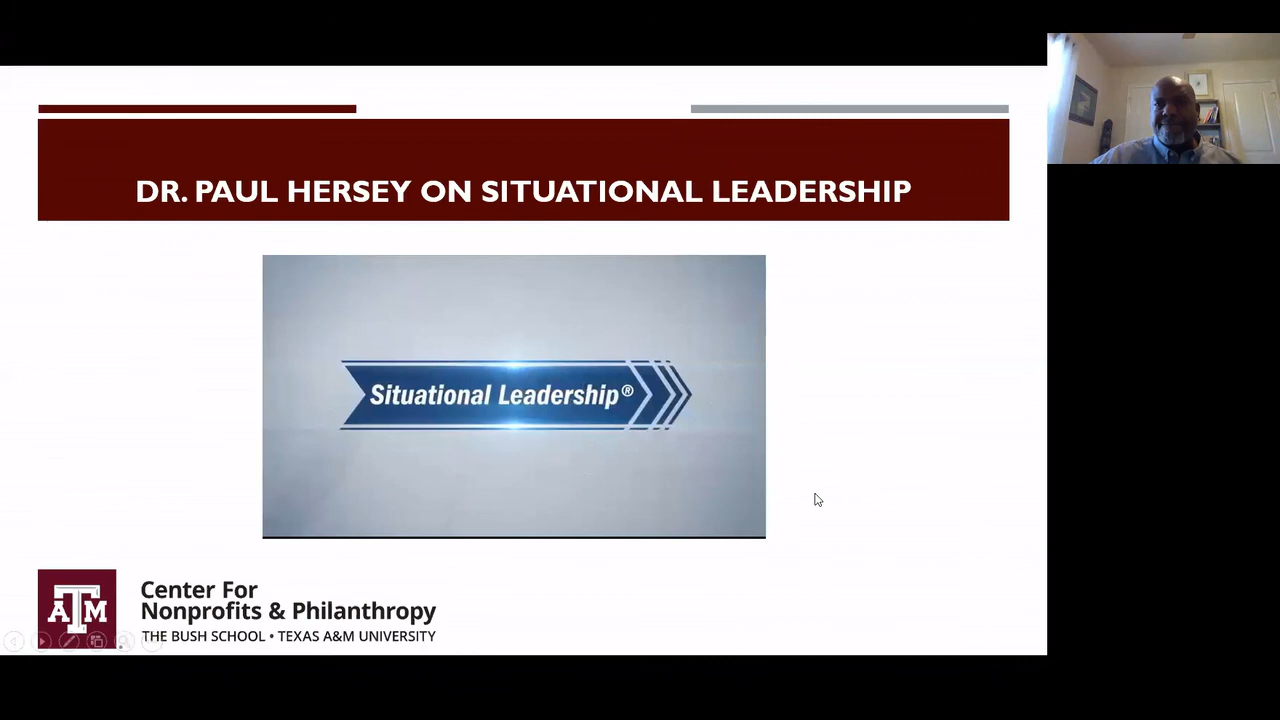 DR. PAUL HERSEY ON SITUATIONAL LEADERSHIP
Situational Leadership®
ATM
Center For
Nonprofits & Philanthropy
THE BUSH SCHOOL • TEXAS A&M UNIVERSITY